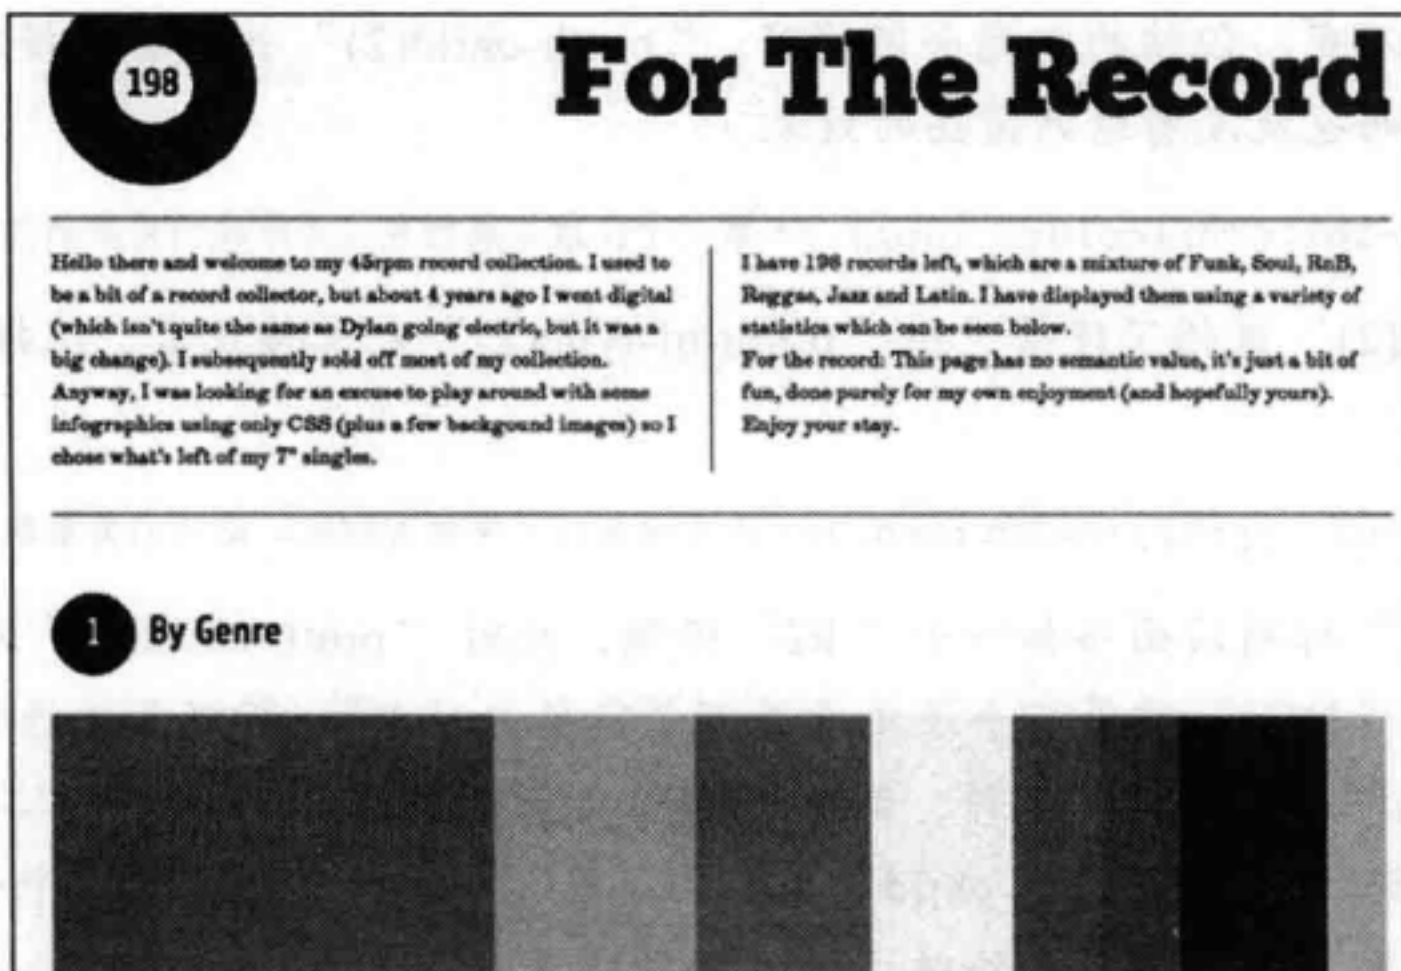 198
For The Record
Hello there and welcome to my 45rpm record collection. I used to
be a bit of a record collector, but about 4 years ago I went digital
(which isn't quite the same as Dylan going electric, but it was a
big change). I subsequently sold off most of my collection.
Anyway, I was looking for an excuse to play around with some
infographics using only CSS (plus a few backgound images) so I
chose what's left of my 7" singles.
I have 198 records left, which are a mixture of Funk, Soul, RnB,
Reggae, Jazz and Latin. I have displayed them using a variety of
statistics which can be seen below.
For the record: This page has no semantic value, it's just a bit of
fun, done purely for my own enjoyment (and hopefully yours).
Enjoy your stay.
1 By Genre